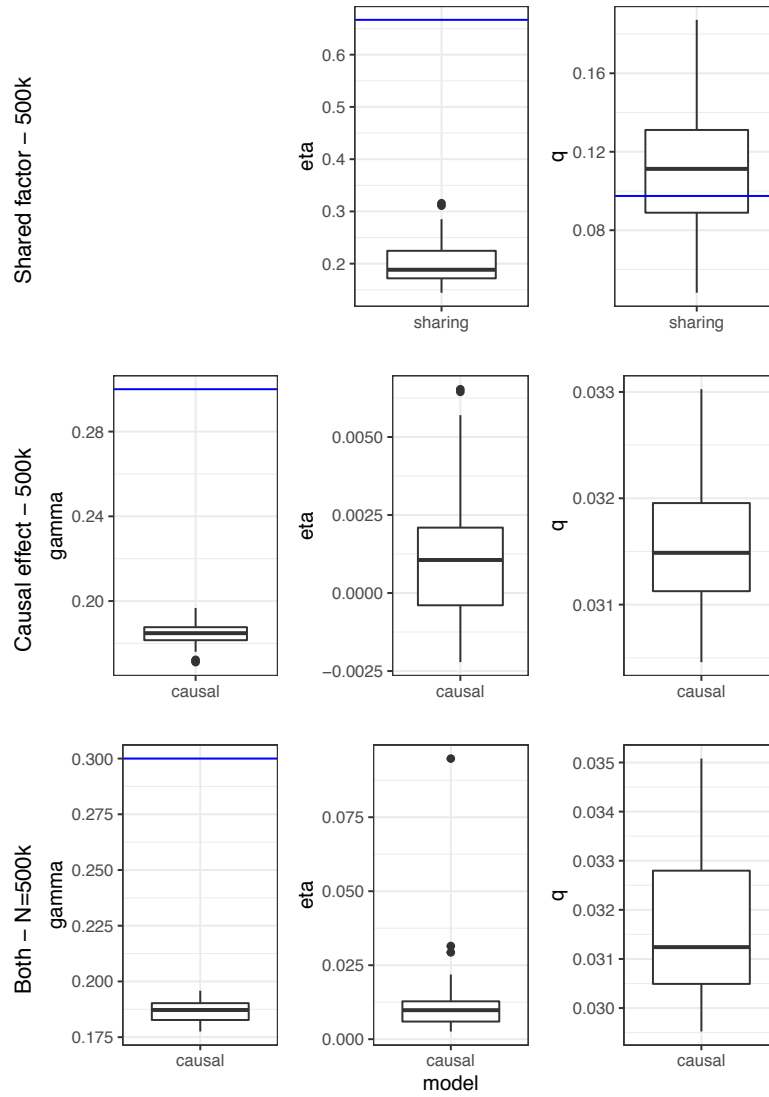 Shared factor – 500k
eta
0.6
0.5
0.4
0.3
0.2
sharing
q
0.16
0.12
0.08
sharing
Causal effect – 500k
gamma
0.28
0.24
0.20
causal
eta
0.0050
0.0025
0.0000
−0.0025
causal
q
0.033
0.032
0.031
causal
Both – N=500k
gamma
0.300
0.275
0.250
0.225
0.200
0.175
causal
eta
0.075
0.050
0.025
0.000
causal
model
q
0.035
0.034
0.033
0.032
0.031
0.030
causal